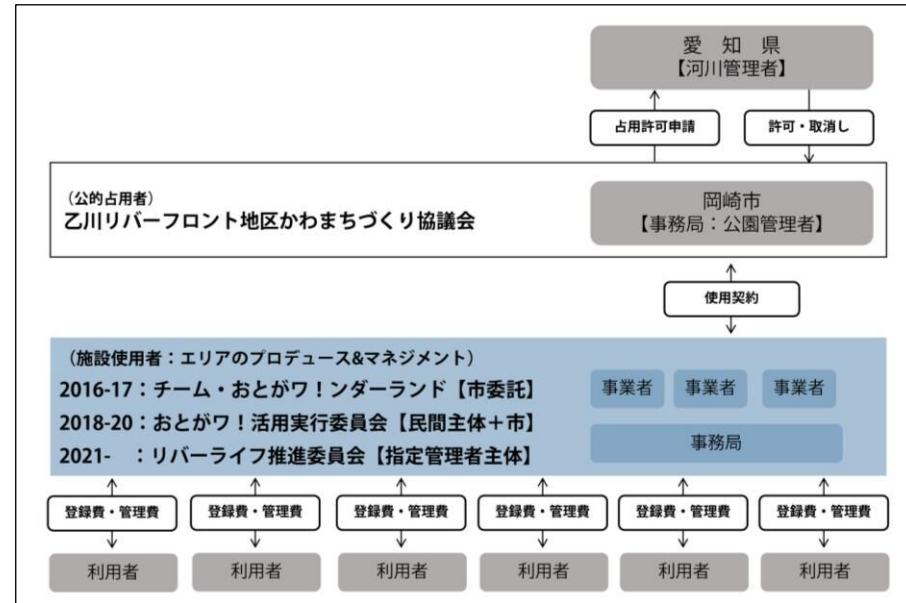 愛 知 県
【河川管理者】
占用許可申請
許可・取消し
（公的占用者）
乙川リバーフロント地区かわまちづくり協議会
岡崎市
【事務局：公園管理者】
使用契約
（施設使用者：エリアのプロデュース&マネジメント）
2016-17：チーム・おとがワ！ンダーランド【市委託】
2018-20：おとがワ！活用実行委員会【民間主体＋市】
2021-　：リバーライフ推進委員会【指定管理者主体】
事業者
事業者
事業者
事務局
登録費・管理費
登録費・管理費
登録費・管理費
登録費・管理費
登録費・管理費
登録費・管理費
利用者
利用者
利用者
利用者
利用者
利用者